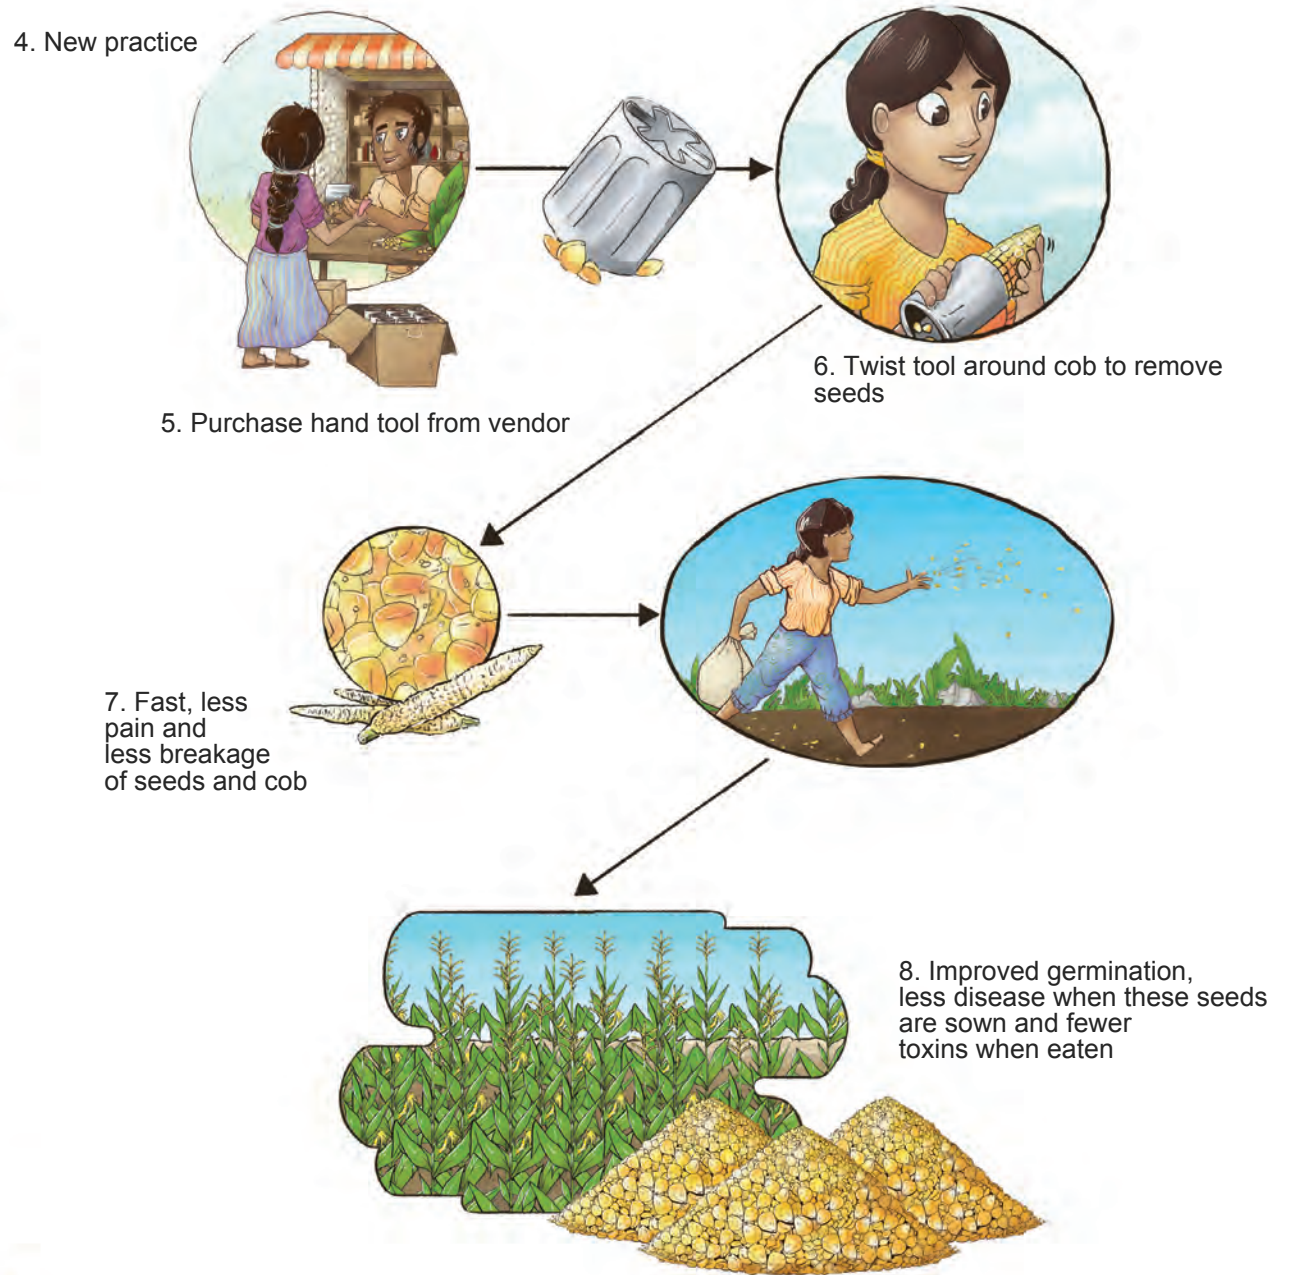 4. New practice
5. Purchase hand tool from vendor
6. Twist tool around cob to remove
seeds
7. Fast, less
pain and
less breakage
of seeds and cob
8. Improved germination,
less disease when these seeds
are sown and fewer
toxins when eaten